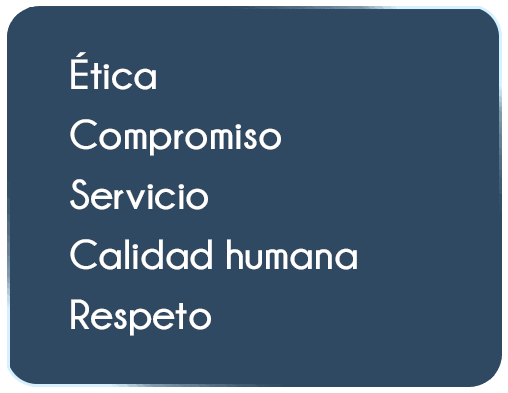 Ética
Compromiso
Servicio
Calidad humana
Respeto